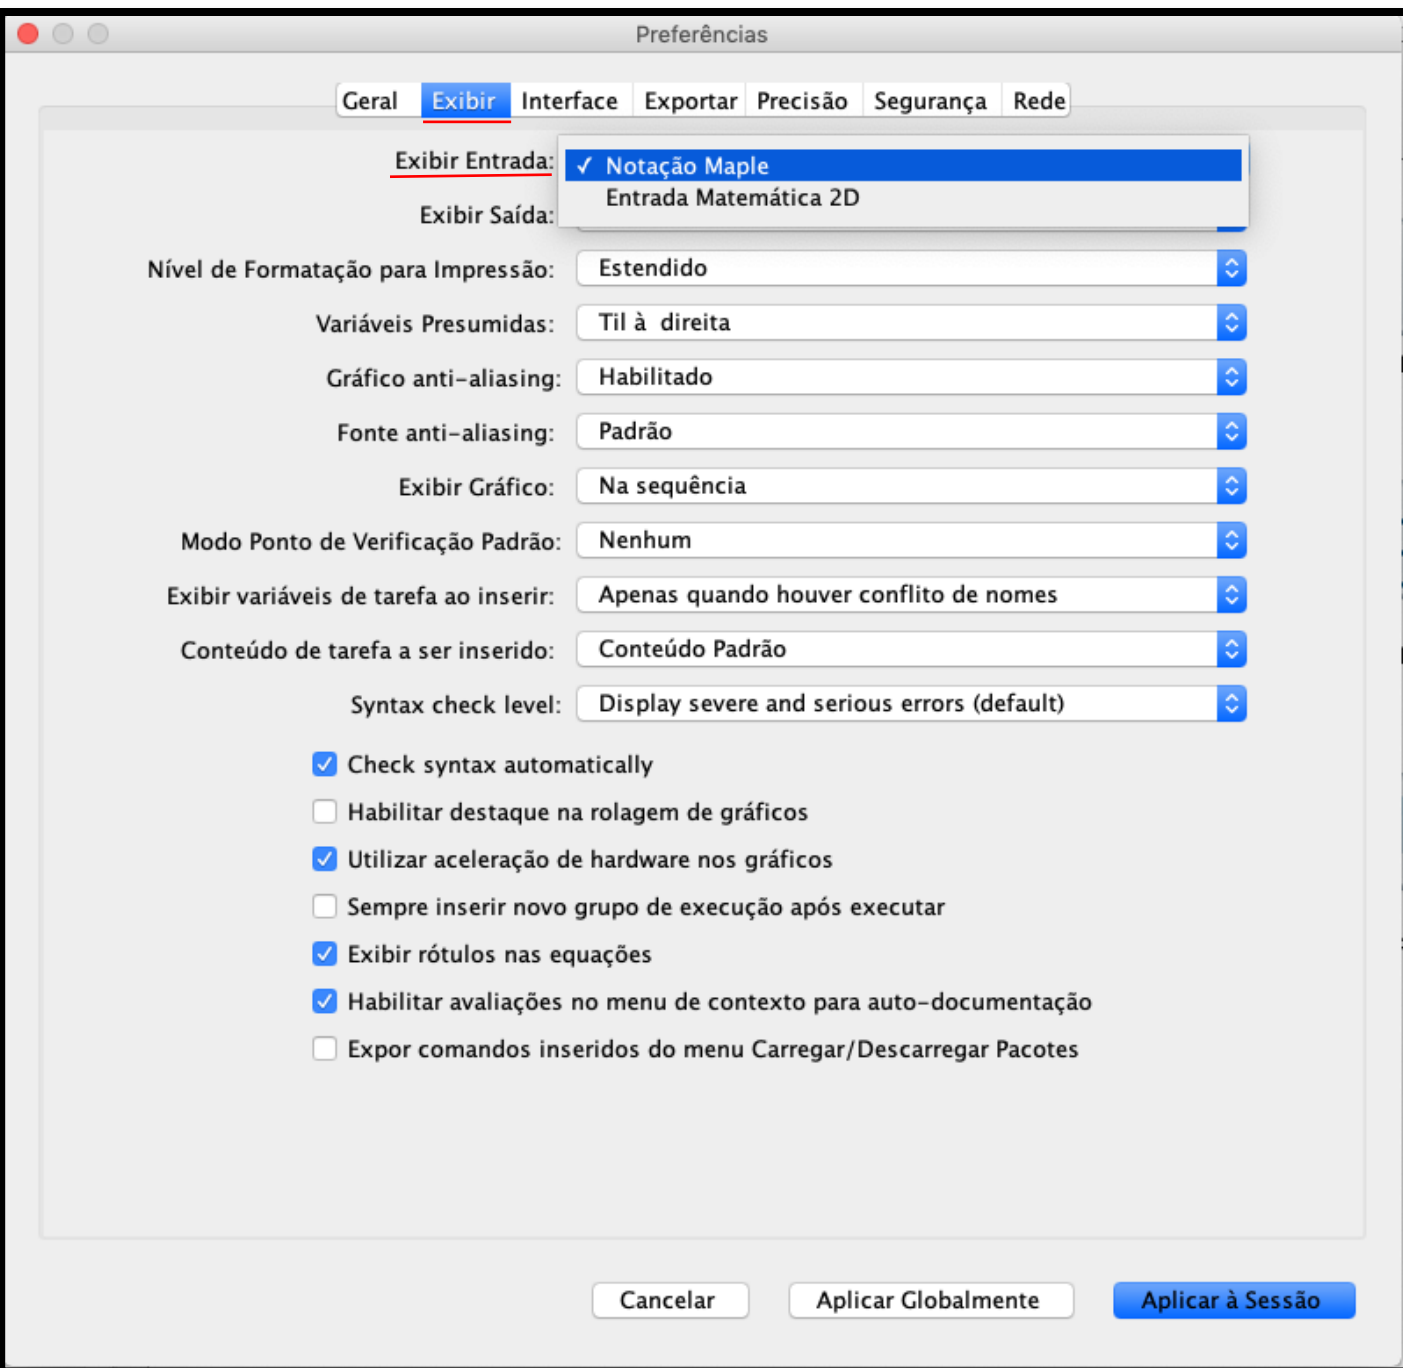 Preferências
Geral Exibir Interface Exportar Precisão Segurança Rede
Exibir Entrada: ✓ Notação Maple
Entrada Matemática 2D
Exibir Saída:
Nível de Formatação para Impressão: Estendido
Variáveis Presumidas: Til à direita
Gráfico anti-aliasing: Habilitado
Fonte anti-aliasing: Padrão
Exibir Gráfico: Na sequência
Modo Ponto de Verificação Padrão: Nenhum
Exibir variáveis de tarefa ao inserir: Apenas quando houver conflito de nomes
Conteúdo de tarefa a ser inserido: Conteúdo Padrão
Syntax check level: Display severe and serious errors (default)
Check syntax automatically
Habilitar destaque na rolagem de gráficos
Utilizar aceleração de hardware nos gráficos
Sempre inserir novo grupo de execução após executar
Exibir rótulos nas equações
Habilitar avaliações no menu de contexto para auto-documentação
Expor comandos inseridos do menu Carregar/Descarregar Pacotes
Cancelar Aplicar Globalmente Aplicar à Sessão